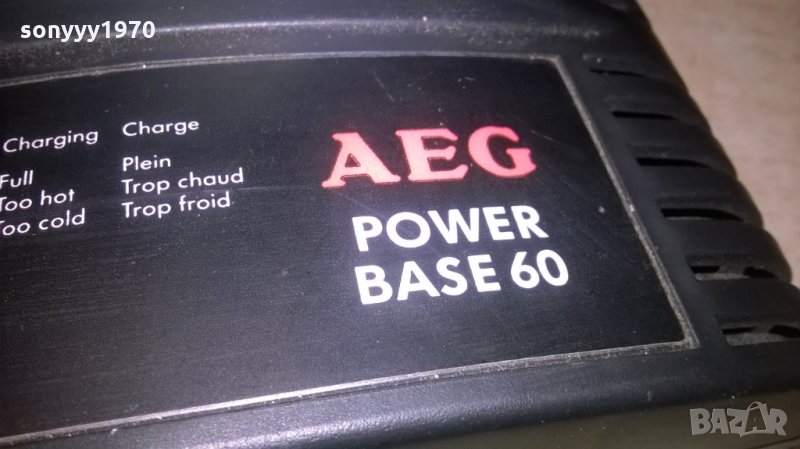 sonyyy1970
Charging Charge
Full Plein
Too hot Trop chaud
Too cold Trop froid
AEG
POWER
BASE 60
BAZAR